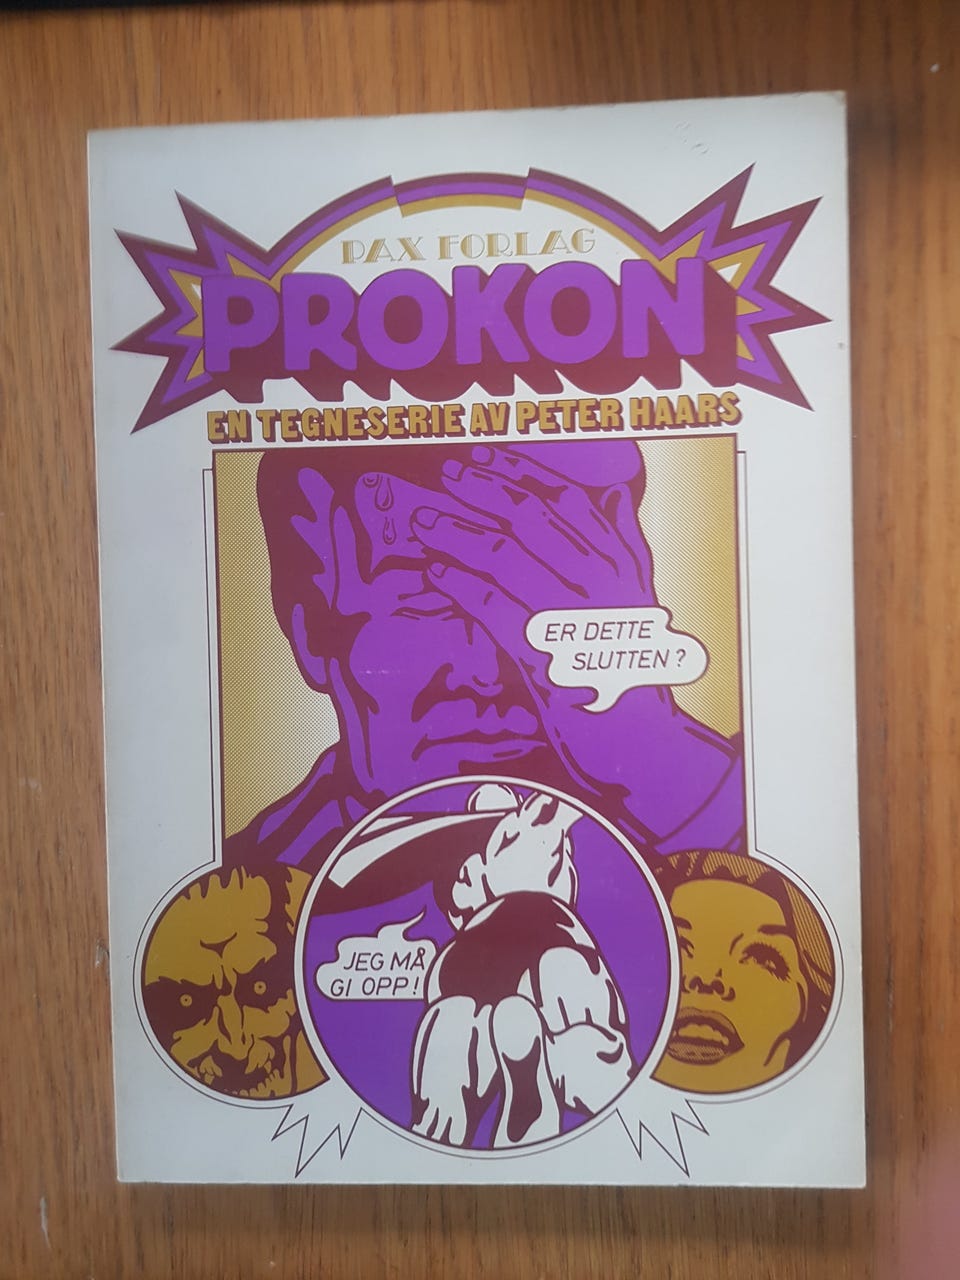 PAX FORLAG
PROKON
EN TEGNESERIE AV PETER HAARS
ER DETTE
SLUTTEN?
JEG MÅ
GI OPP!